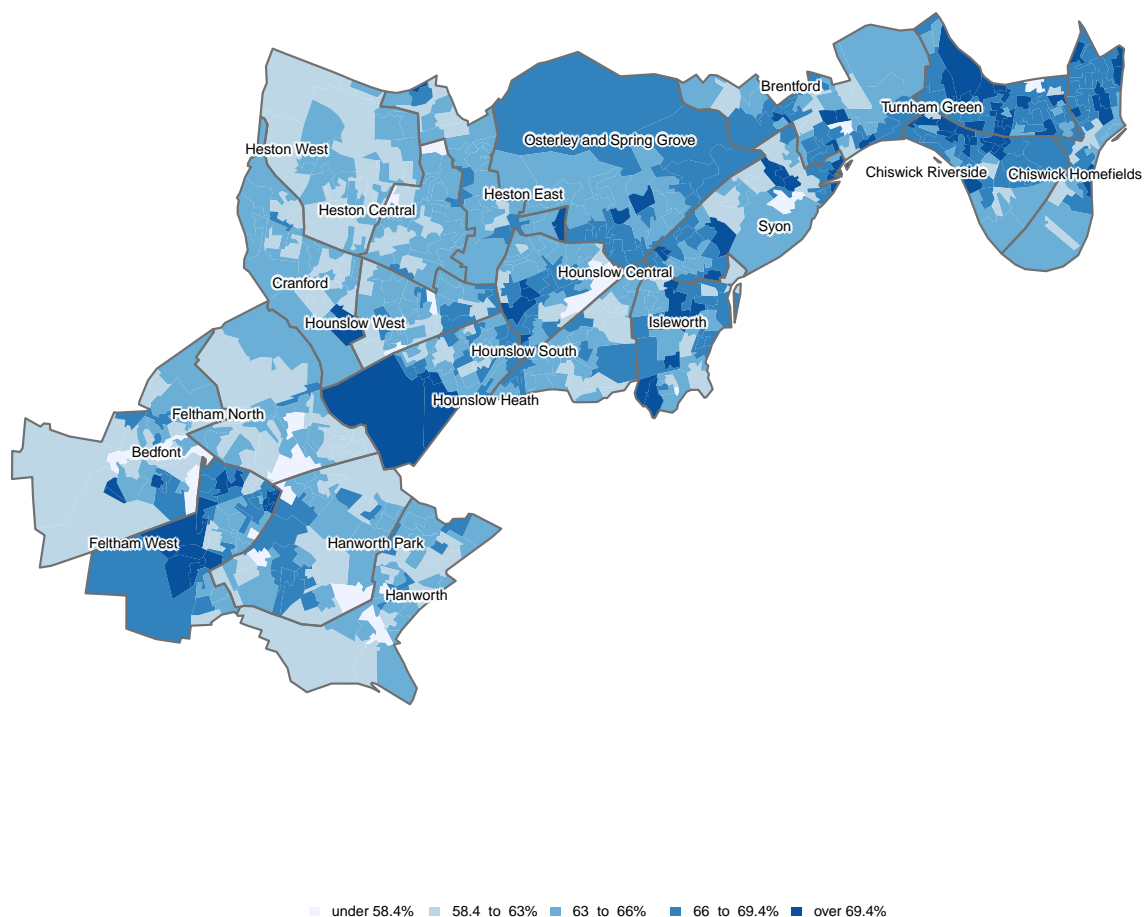 Brentford
Turnham Green
Osterley and Spring Grove
Heston West
Chiswick Riverside
Chiswick Homefields
Heston East
Heston Central
Syon
Hounslow Central
Cranford
Hounslow West
Isleworth
Hounslow South
Hounslow Heath
Feltham North
Bedfont
Feltham West
Hanworth Park
Hanworth
under 58.4%
58.4 to 63%
63 to 66%
66 to 69.4%
over 69.4%